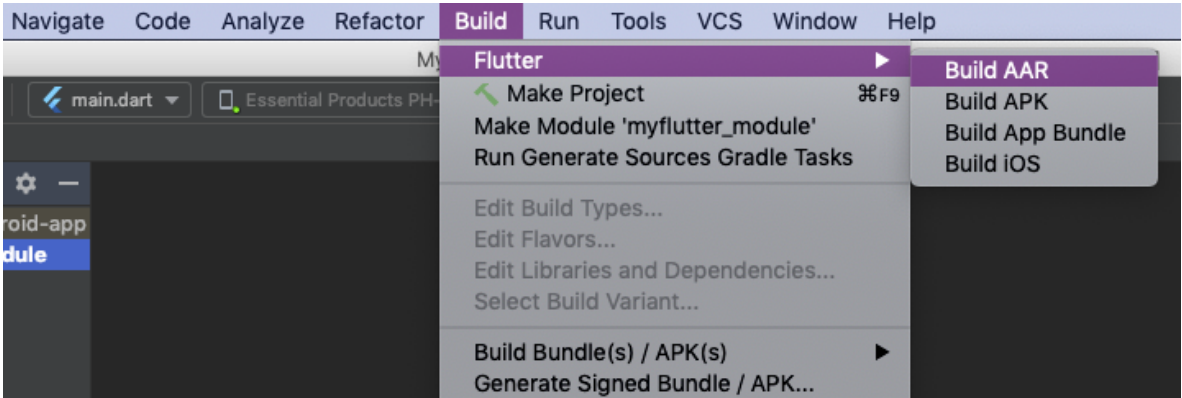 Navigate Code Analyze Refactor Build Run Tools VCS Window Help
My
main.dart
Essential Products PH-
roid-app
dule
Flutter
Make Project ⌘F9
Make Module 'myflutter_module'
Run Generate Sources Gradle Tasks
Edit Build Types...
Edit Flavors...
Edit Libraries and Dependencies...
Select Build Variant...
Build Bundle(s) / APK(s)
Generate Signed Bundle / APK...
Build AAR
Build APK
Build App Bundle
Build iOS